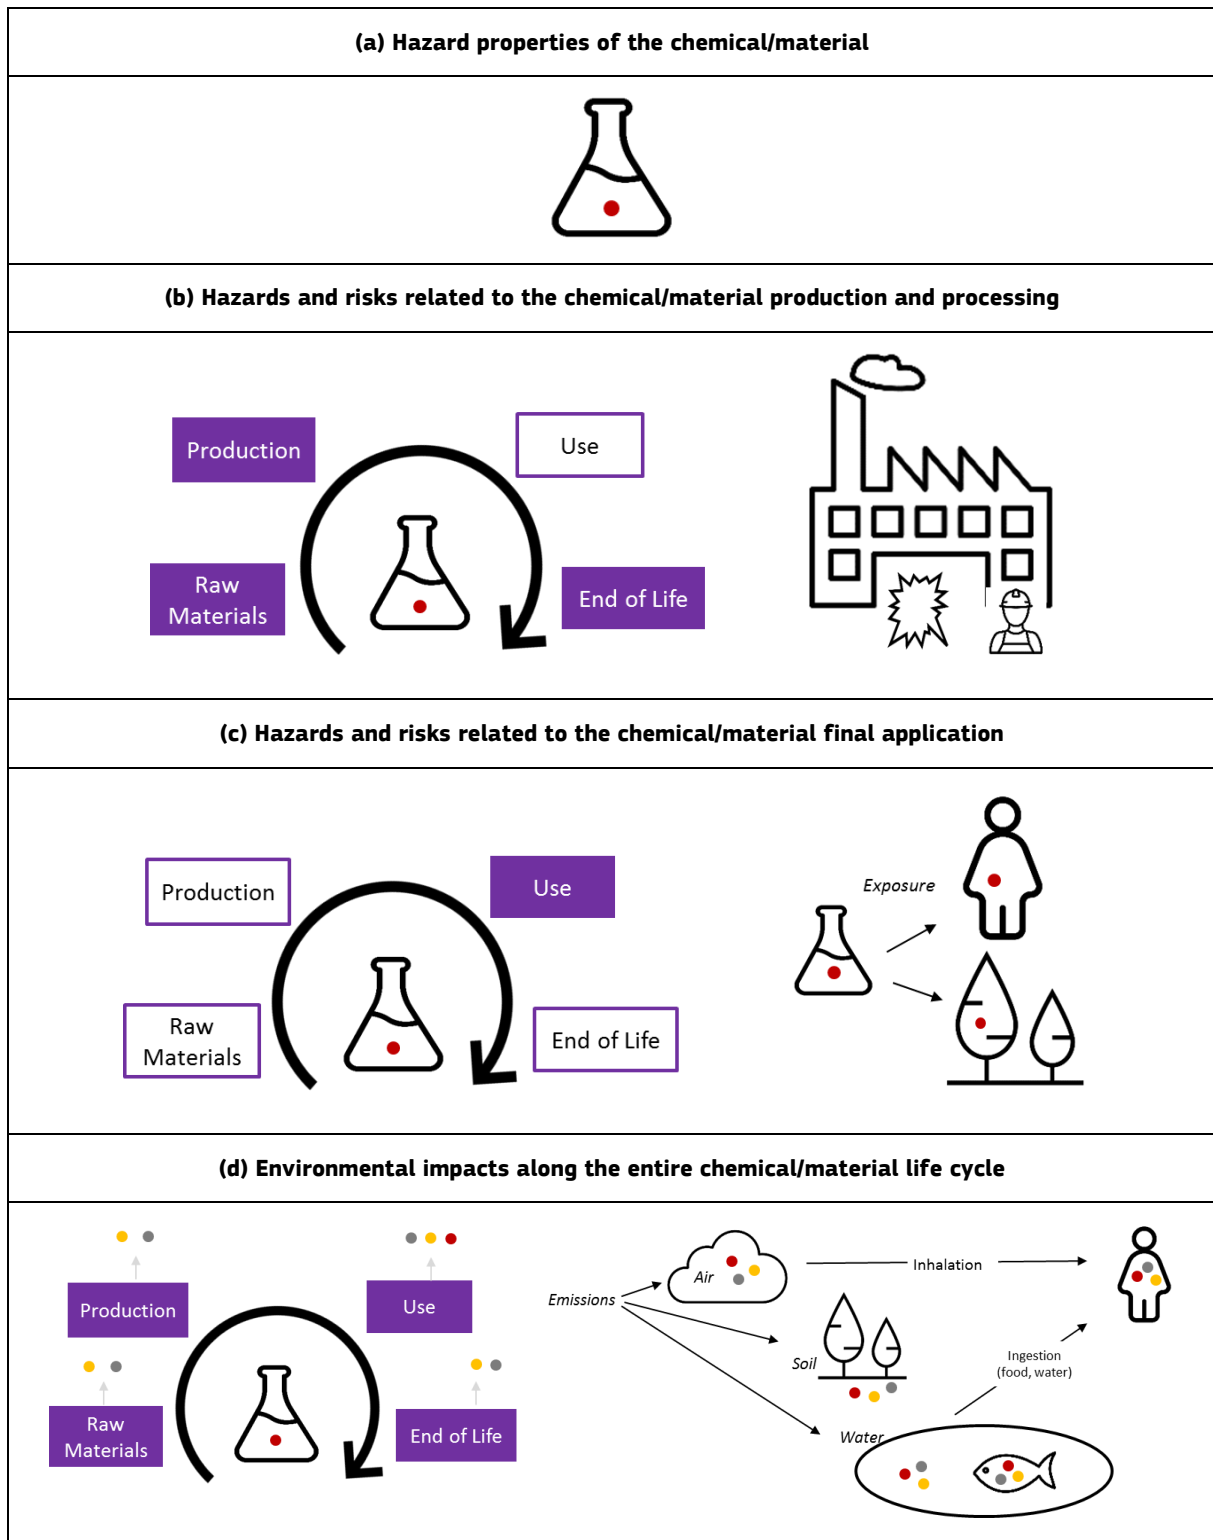 (a) Hazard properties of the chemical/material
(b) Hazards and risks related to the chemical/material production and processing
Production
Use
Raw
Materials
End of Life
(c) Hazards and risks related to the chemical/material final application
Production
Use
Raw
Materials
End of Life
Exposure
(d) Environmental impacts along the entire chemical/material life cycle
Production
Use
Raw
Materials
End of Life
Emissions
Air
Inhalation
Soil
Ingestion
(food, water)
Water